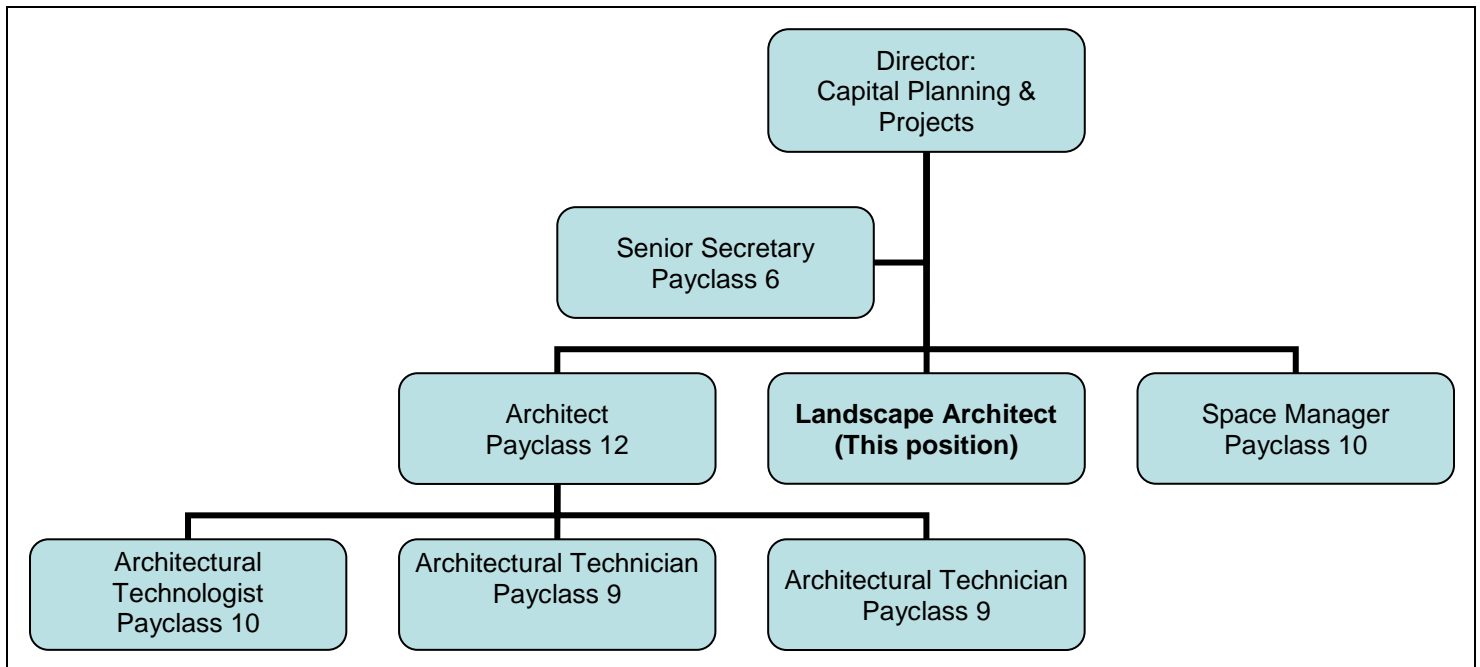 Director:
Capital Planning &
Projects
Senior Secretary
Payclass 6
Architect
Payclass 12
Landscape Architect
(This position)
Space Manager
Payclass 10
Architectural
Technologist
Payclass 10
Architectural Technician
Payclass 9
Architectural Technician
Payclass 9